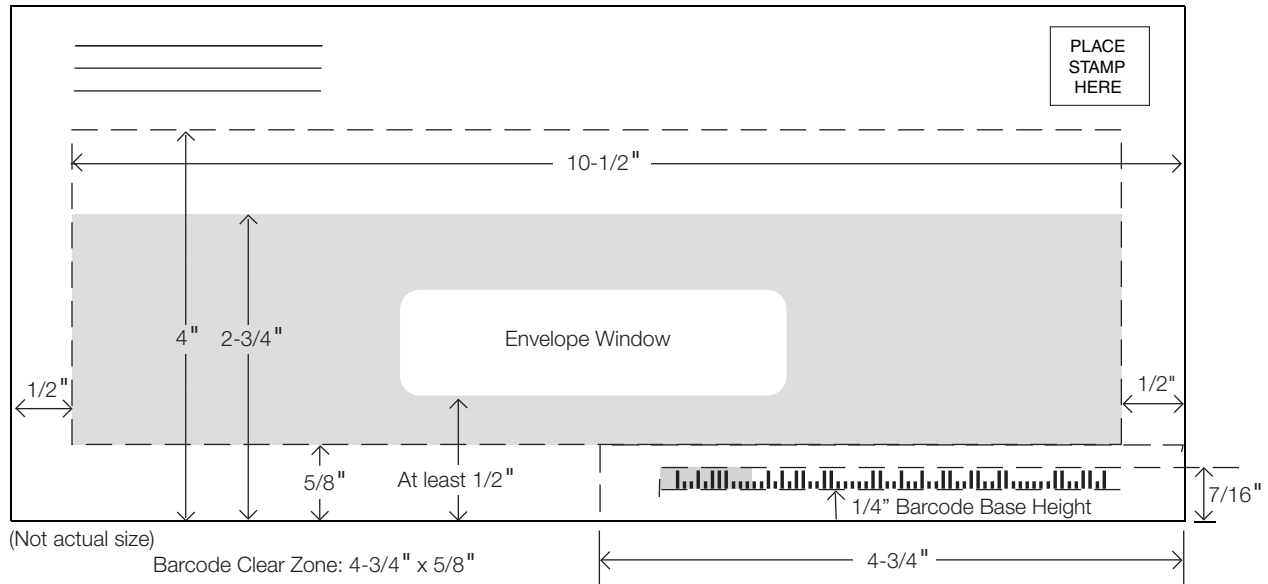 PLACE
STAMP
HERE
10-1/2"
4"
2-3/4"
Envelope Window
1/2"
1/2"
5/8"
At least 1/2"
1/4” Barcode Base Height
7/16"
(Not actual size)
Barcode Clear Zone: 4-3/4" x 5/8"
4-3/4"